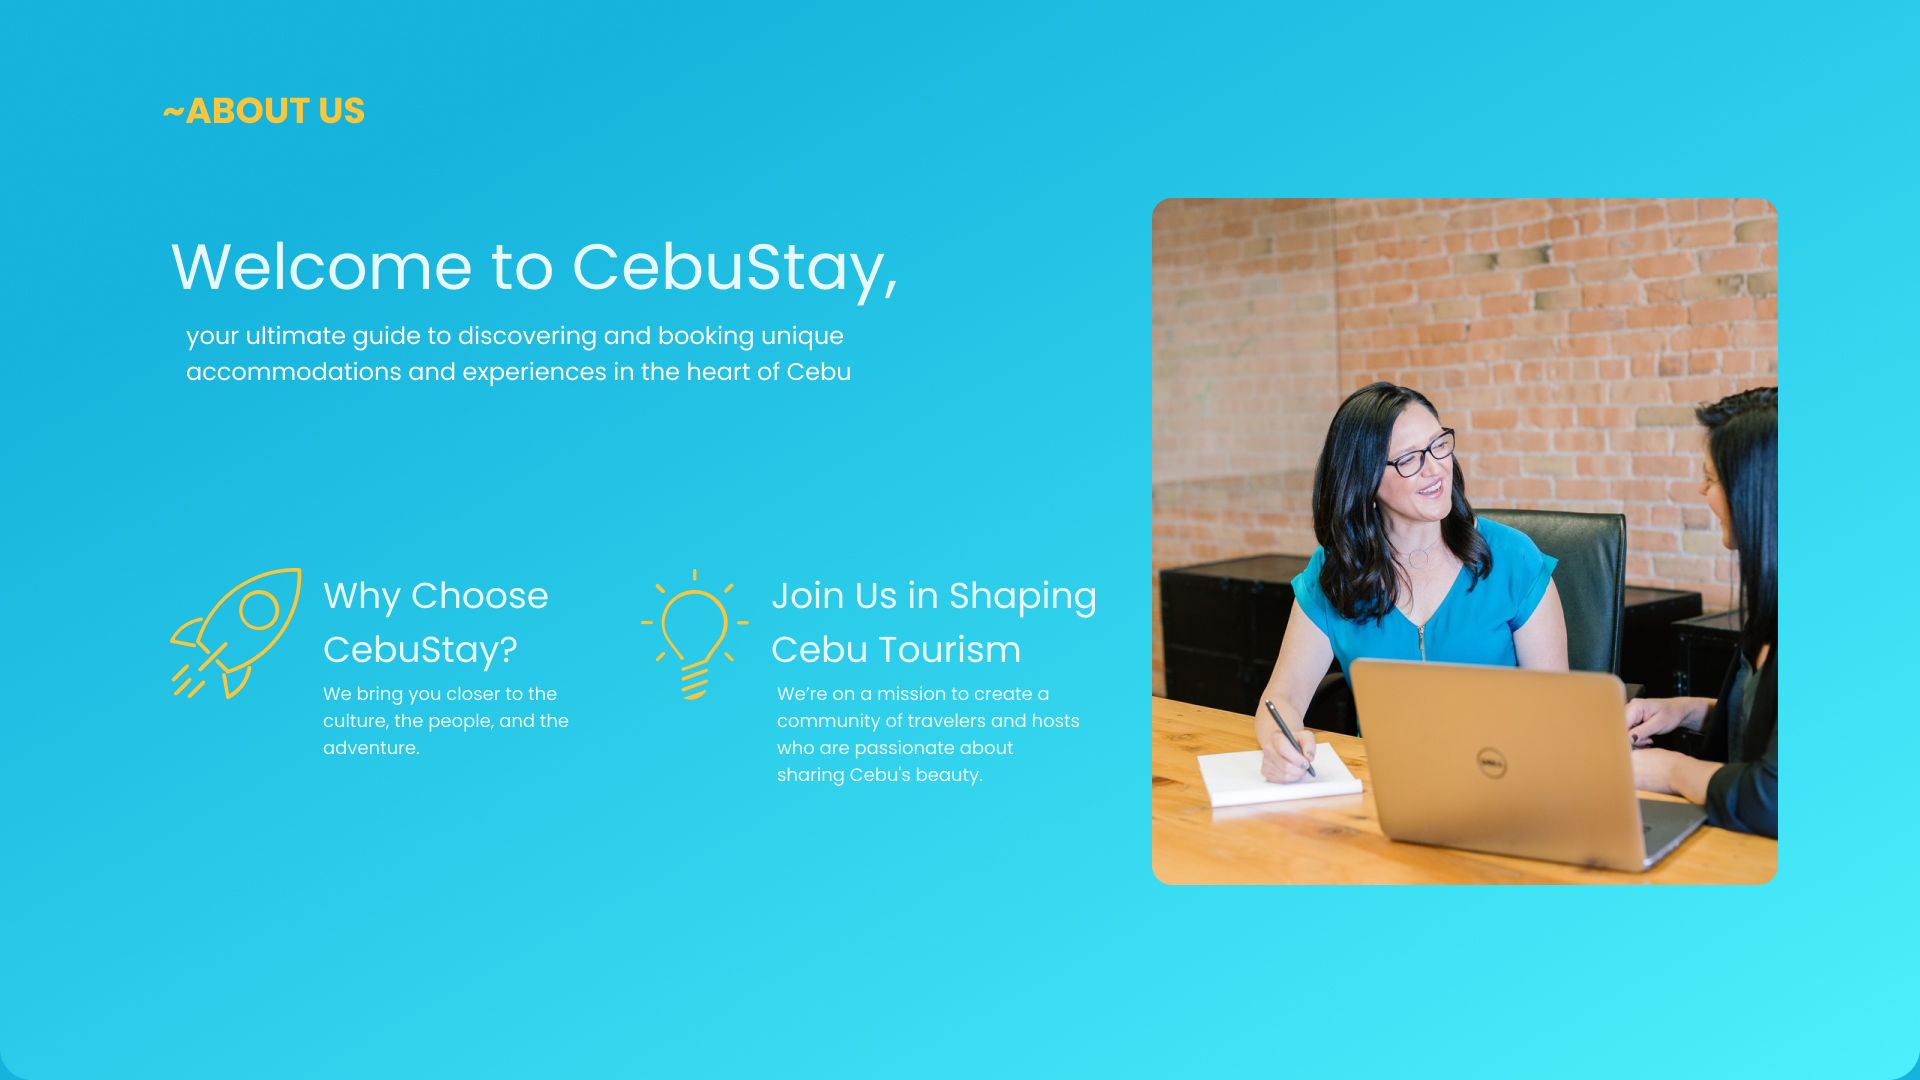 ~ABOUT US
Welcome to CebuStay,
your ultimate guide to discovering and booking unique
accommodations and experiences in the heart of Cebu
Why Choose
CebuStay?
We bring you closer to the
culture, the people, and the
adventure.
Join Us in Shaping
Cebu Tourism
We’re on a mission to create a
community of travelers and hosts
who are passionate about
sharing Cebu's beauty.
DELL